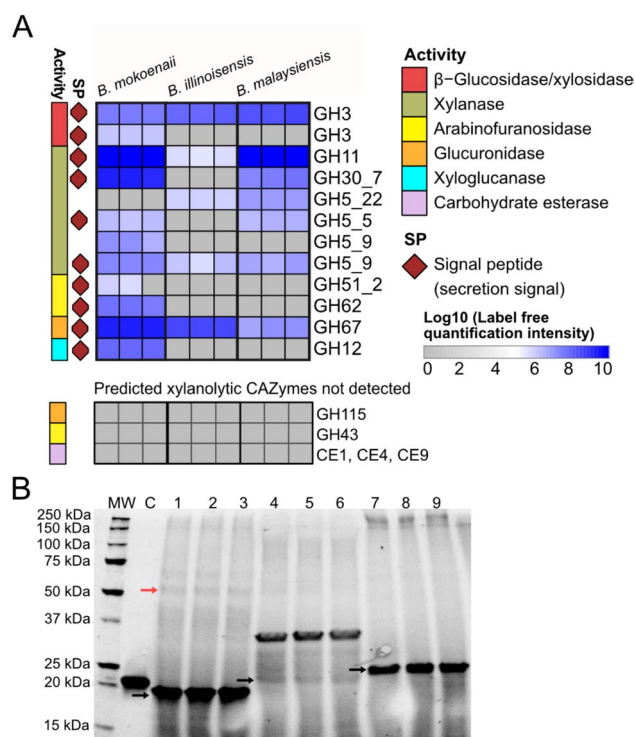 A
Activity
SP
B. mokoenaii
B. illinoisensis
B. malaysiensis
GH3
GH3
GH11
GH30_7
GH5_22
GH5_5
GH5_9
GH5_9
GH51_2
GH62
GH67
GH12
Activity
β-Glucosidase/xylosidase
Xylanase
Arabinofuranosidase
Glucuronidase
Xyloglucanase
Carbohydrate esterase
SP
Signal peptide
(secretion signal)
Log10 (Label free
quantification intensity)
0 2 4 6 8 10
Predicted xylanolytic CAZymes not detected
GH115
GH43
CE1, CE4, CE9
B
MW C 1 2 3 4 5 6 7 8 9
250 kDa
150 kDa
100 kDa
75 kDa
50 kDa
37 kDa
25 kDa
20 kDa
15 kDa